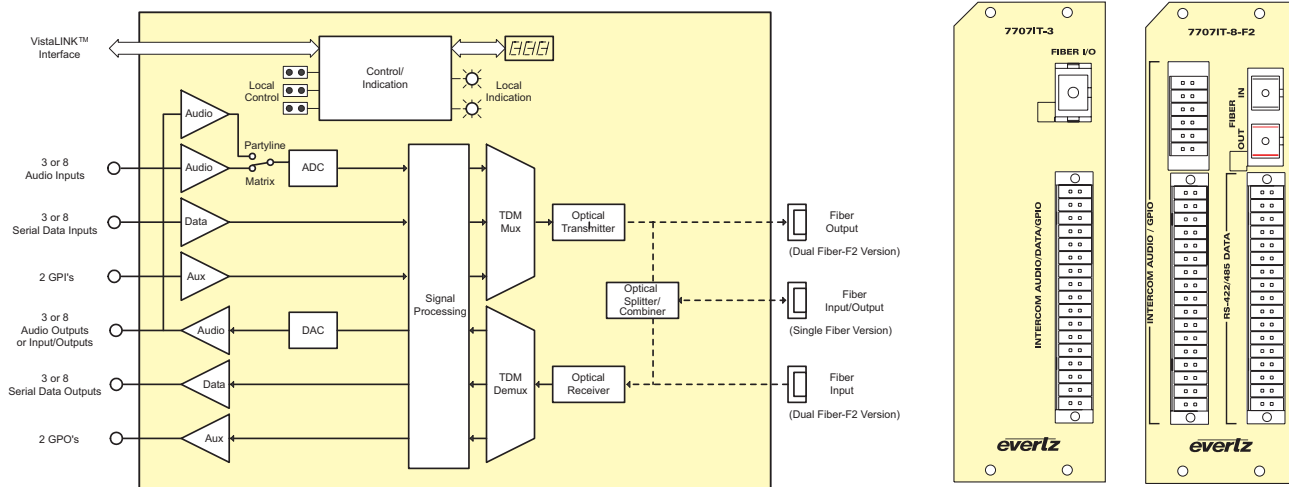 VistaLINK™
Interface
Control/
Indication
Local
Control
Local
Indication
Audio
Partyline
3 or 8
Audio Inputs
Audio
Matrix
ADC
3 or 8
Serial Data Inputs
Data
TDM
Mux
Optical
Transmitter
Fiber
Output
(Dual Fiber-F2 Version)
2 GPI's
Aux
Signal
Processing
Optical
Splitter/
Combiner
Fiber
Input/Output
(Single Fiber Version)
3 or 8
Audio Outputs
or Input/Outputs
Audio
DAC
3 or 8
Serial Data Outputs
Data
TDM
Demux
Optical
Receiver
Fiber
Input
(Dual Fiber-F2 Version)
2 GPO's
Aux
7707IT-3
FIBER I/O
INTERCOM AUDIO/DATA/GPIO
everlz
7707IT-8-F2
FIBER
IN
OUT
INTERCOM AUDIO / GPIO
RS-422/485 DATA
everlz